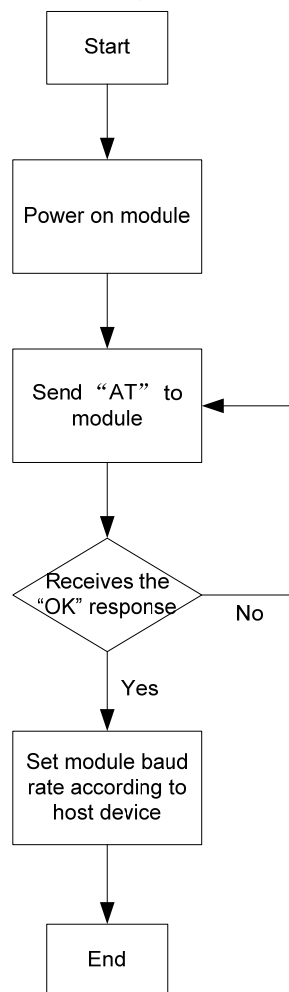 Start
Power on module
Send “AT” to
module
Receives the
“OK” response
No
Yes
Set module baud
rate according to
host device
End